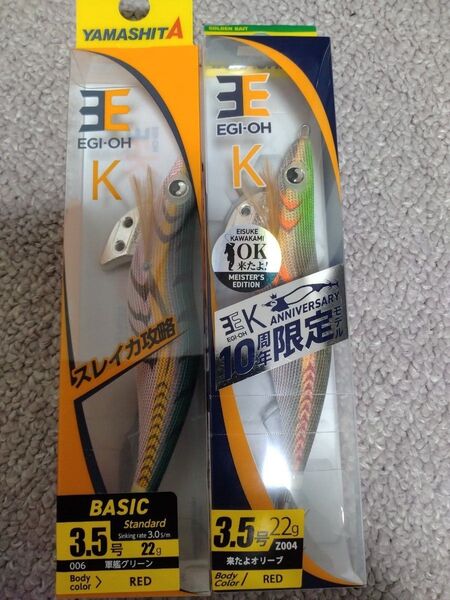 YAMASHITA
EGI-OH
K
スレイカ攻略
BASIC
Standard
3.5号
Sinking rate 3.0 s/m
22g
006
軍艦グリーン
Body color
RED
GOLDEN BAIT
EGI-OH
K
EISUKE
KAWAKAMI
OK
来たよ!
MEISTER'S
EDITION
EGI-OH
K
ANNIVERSARY
10周年
限定
モデル
3.5号
22g
Z004
来たよオリーブ
Body
Color / RED